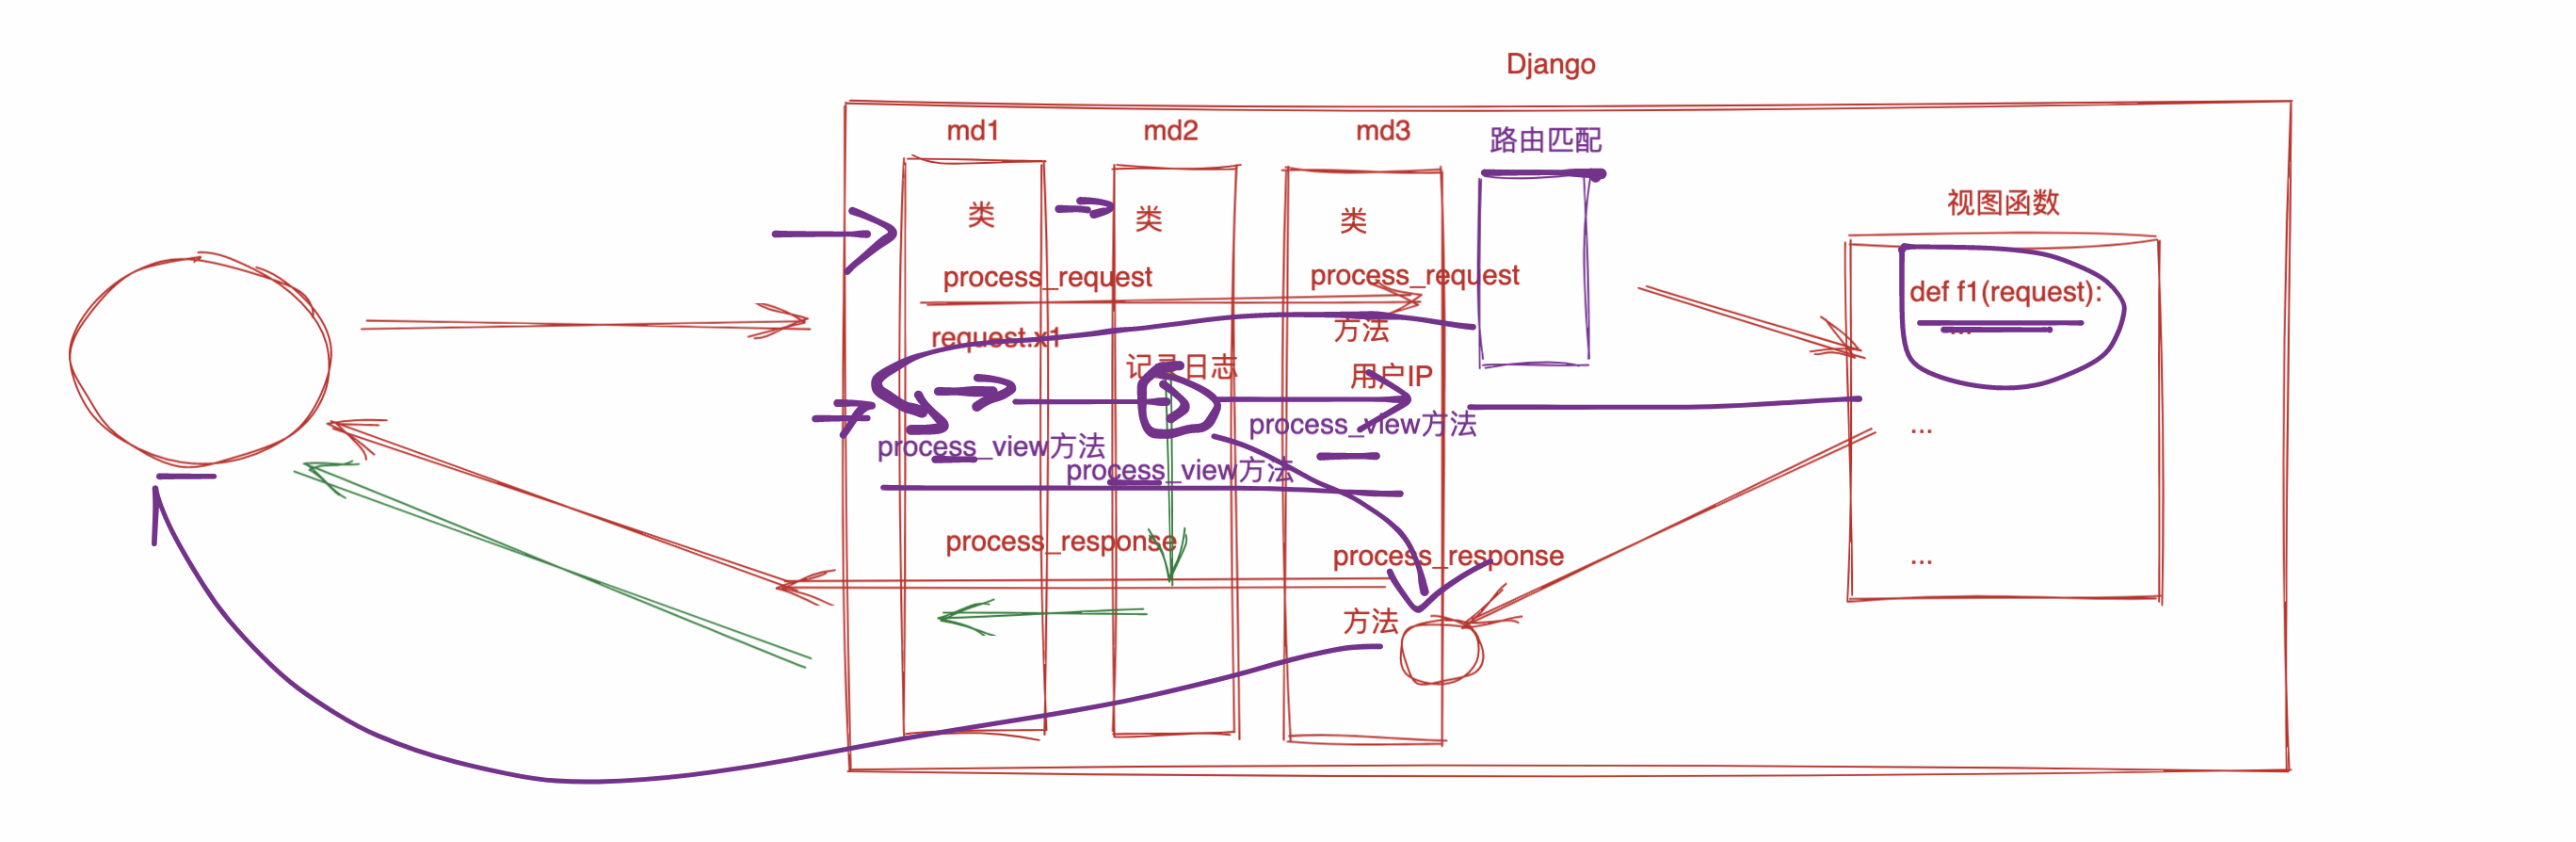 Django
md1
md2
md3
路由匹配
视图函数
类
类
类
process_request
process_request
def f1(request):
...
方法
request.x1
记录日志
用户IP
process_view方法
process_view方法
process_view方法
...
process_response
process_response
...
方法